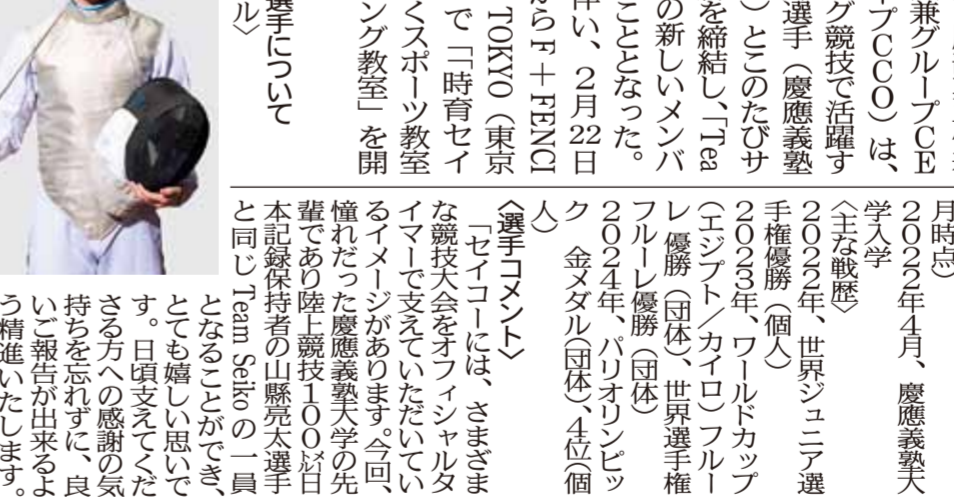 兼グループCE
プCCO）は、
グ競技で活躍す
選手（慶應義塾
）とこのたびサ
を締結し、「Tea
の新しいメンバ
こととなった。
伴い、2月22日
らF＋FENCI
TOKYO（東京
で「「時育セイ
くスポーツ教室
ング教室」を開
選手について
ル〉
月時点）
2022年4月、慶應義塾大
学入学
〈主な戦歴〉
2022年、世界ジュニア選
手権優勝（個人）
2023年、ワールドカップ
（エジプト／カイロ）フルー
レ 優勝（団体）、世界選手権
フルーレ優勝（団体）
2024年、パリオリンピッ
ク　金メダル（団体）、4位（個
人）
〈選手コメント〉
「セイコーには、さまざま
な競技大会をオフィシャルタ
イマーで支えていただいてい
るイメージがあります。今回、
憧れだった慶應義塾大学の先
輩であり陸上競技100㍍日
本記録保持者の山縣亮太選手
と同じTeam Seikoの一員
となることができ、
とても嬉しい思いで
す。日頃支えてくだ
さる方への感謝の気
持ちを忘れずに、良
いご報告が出来るよ
う精進いたします。